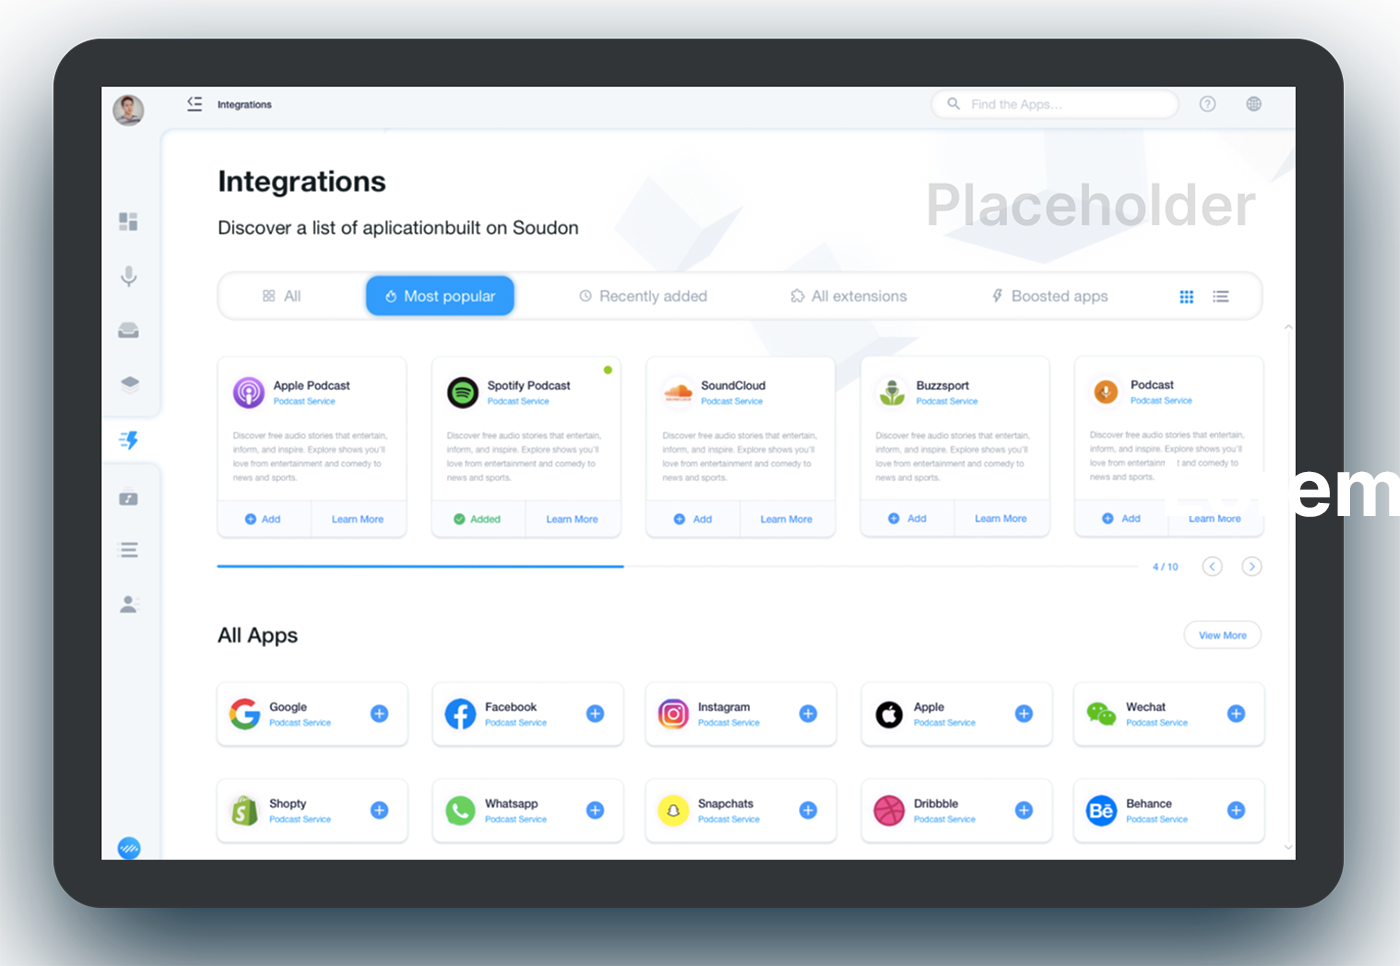 Integrations
Find the Apps...
Integrations
Placeholder
Discover a list of aplicationbuilt on Soudon
All
Most popular
Recently added
All extensions
Boosted apps
Apple Podcast
Podcast Service
Discover free audio stories that entertain,
inform, and inspire. Explore shows you'll
love from entertainment and comedy to
news and sports.
Add
Learn More
Spotify Podcast
Podcast Service
Discover free audio stories that entertain,
inform, and inspire. Explore shows you'll
love from entertainment and comedy to
news and sports.
Added
Learn More
SoundCloud
Podcast Service
Discover free audio stories that entertain,
inform, and inspire. Explore shows you'll
love from entertainment and comedy to
news and sports.
Add
Learn More
Buzzsport
Podcast Service
Discover free audio stories that entertain,
inform, and inspire. Explore shows you'll
love from entertainment and comedy to
news and sports.
Add
Learn More
Podcast
Podcast Service
Discover free audio stories that entertain,
inform, and inspire. Explore shows you'll
love from and comedy to
news and sports.
Add
Learn More
4 / 10
All Apps
View More
Google
Podcast Service
Facebook
Podcast Service
Instagram
Podcast Service
Apple
Podcast Service
Wechat
Podcast Service
Shopty
Podcast Service
Whatsapp
Podcast Service
Snapchats
Podcast Service
Dribbble
Podcast Service
Behance
Podcast Service
Bē